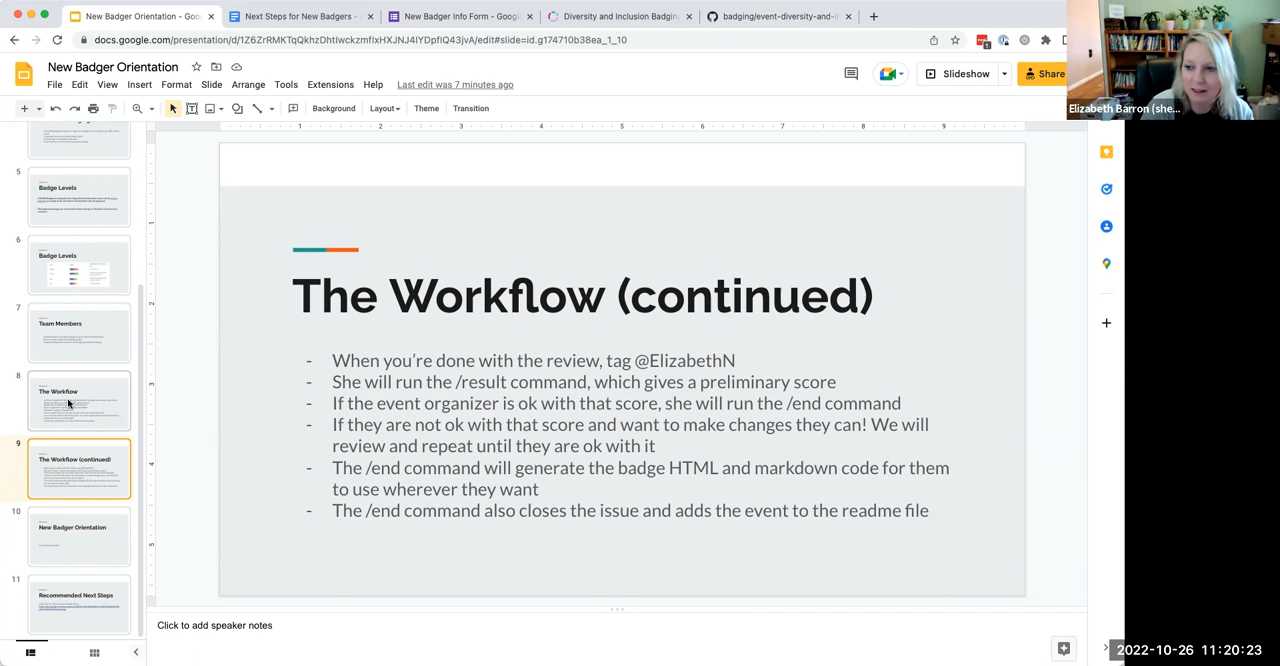 New Badger Orientation - Goo
Next Steps for New Badgers -
New Badger Info Form - Google
Diversity and Inclusion Badging
badging/event-diversity-and-i
docs.google.com/presentation/d/1Z6ZrRMKTqQkhzDhtIwckzmfixHXJNJ4TOrDaDVtIIAU/edit#slide=id.g174710b38ea_1_10
New Badger Orientation
File Edit View Insert Format Slide Arrange Tools Extensions Help Last edit was 7 minutes ago
Slideshow
Share
Background Layout Theme Transition
Elizabeth Barron (she...
5
Badge Levels
6
Badge Levels
7
Team Members
8
The Workflow
9
The Workflow (continued)
10
New Badger Orientation
11
Recommended Next Steps
The Workflow (continued)
- When you're done with the review, tag @ElizabethN
- She will run the /result command, which gives a preliminary score
- If the event organizer is ok with that score, she will run the /end command
- If they are not ok with that score and want to make changes they can! We will
review and repeat until they are ok with it
- The /end command will generate the badge HTML and markdown code for them
to use wherever they want
- The /end command also closes the issue and adds the event to the readme file
Click to add speaker notes
2022-10-26 11:20:23